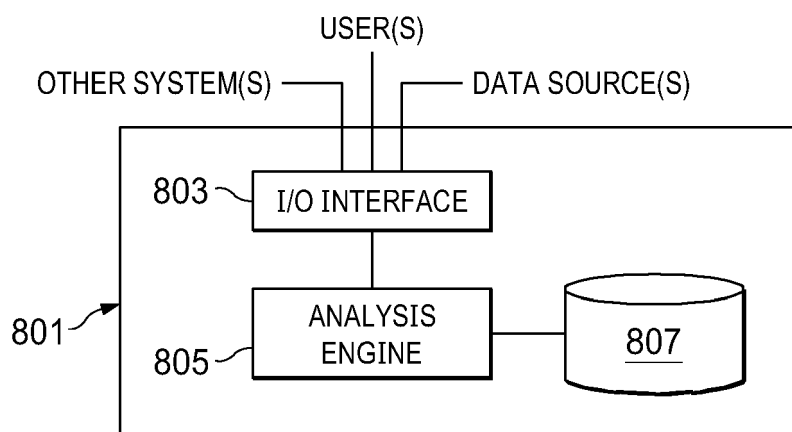 USER(S)
OTHER SYSTEM(S)
DATA SOURCE(S)
803
I/O INTERFACE
801
805
ANALYSIS
ENGINE
807